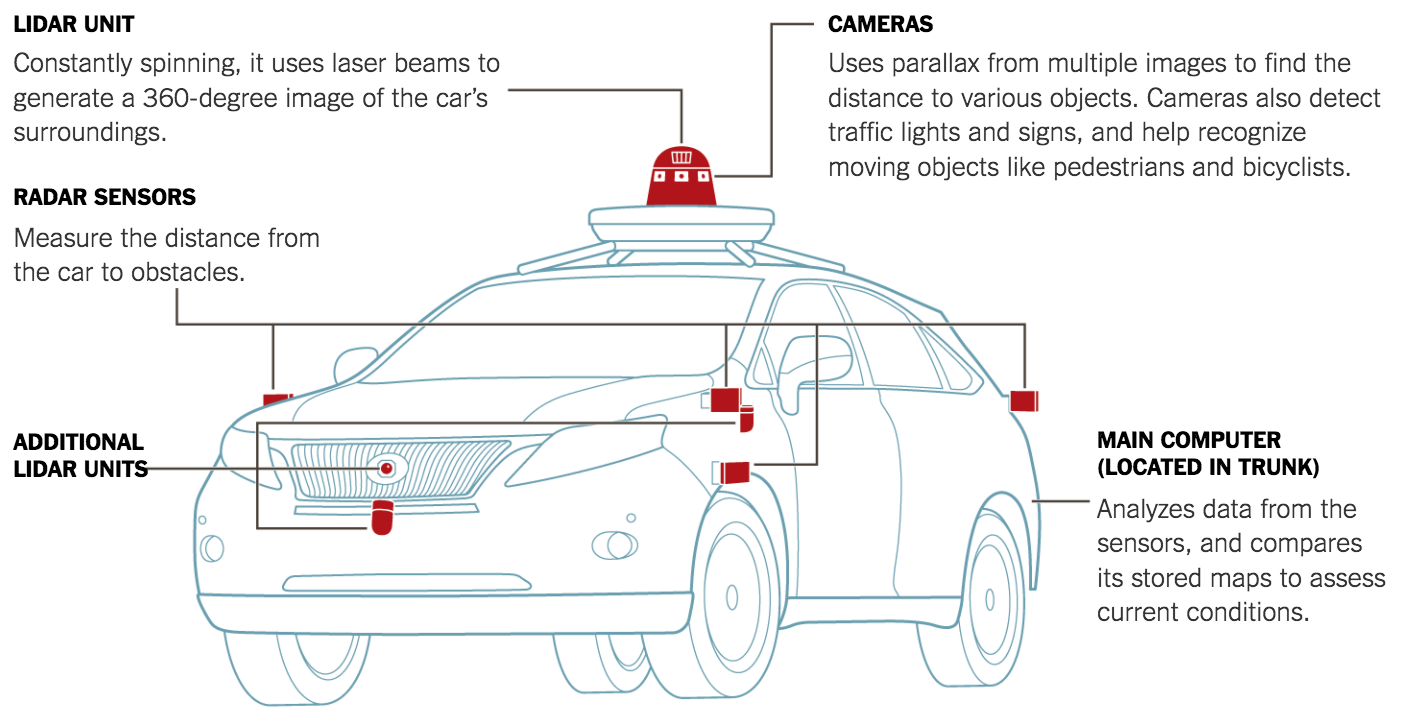 LIDAR UNIT
Constantly spinning, it uses laser beams to
generate a 360-degree image of the car’s
surroundings.
CAMERAS
Uses parallax from multiple images to find the
distance to various objects. Cameras also detect
traffic lights and signs, and help recognize
moving objects like pedestrians and bicyclists.
RADAR SENSORS
Measure the distance from
the car to obstacles.
ADDITIONAL
LIDAR UNITS
MAIN COMPUTER
(LOCATED IN TRUNK)
Analyzes data from the
sensors, and compares
its stored maps to assess
current conditions.